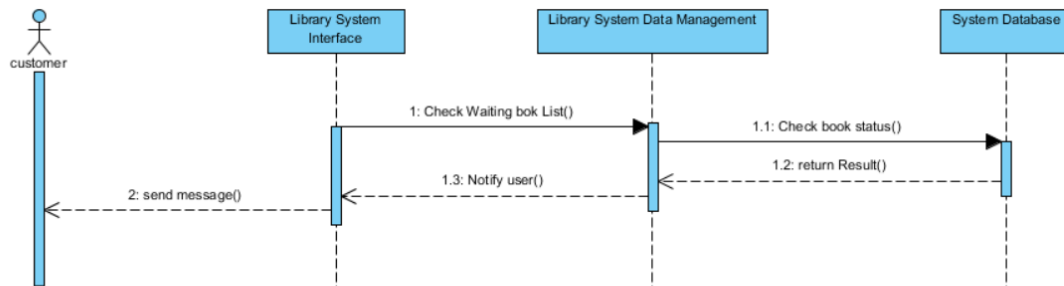 Library System
Interface
Library System Data Management
System Database
customer
1: Check Waiting bok List()
1.1: Check book status()
1.2: return Result()
1.3: Notify user()
2: send message()